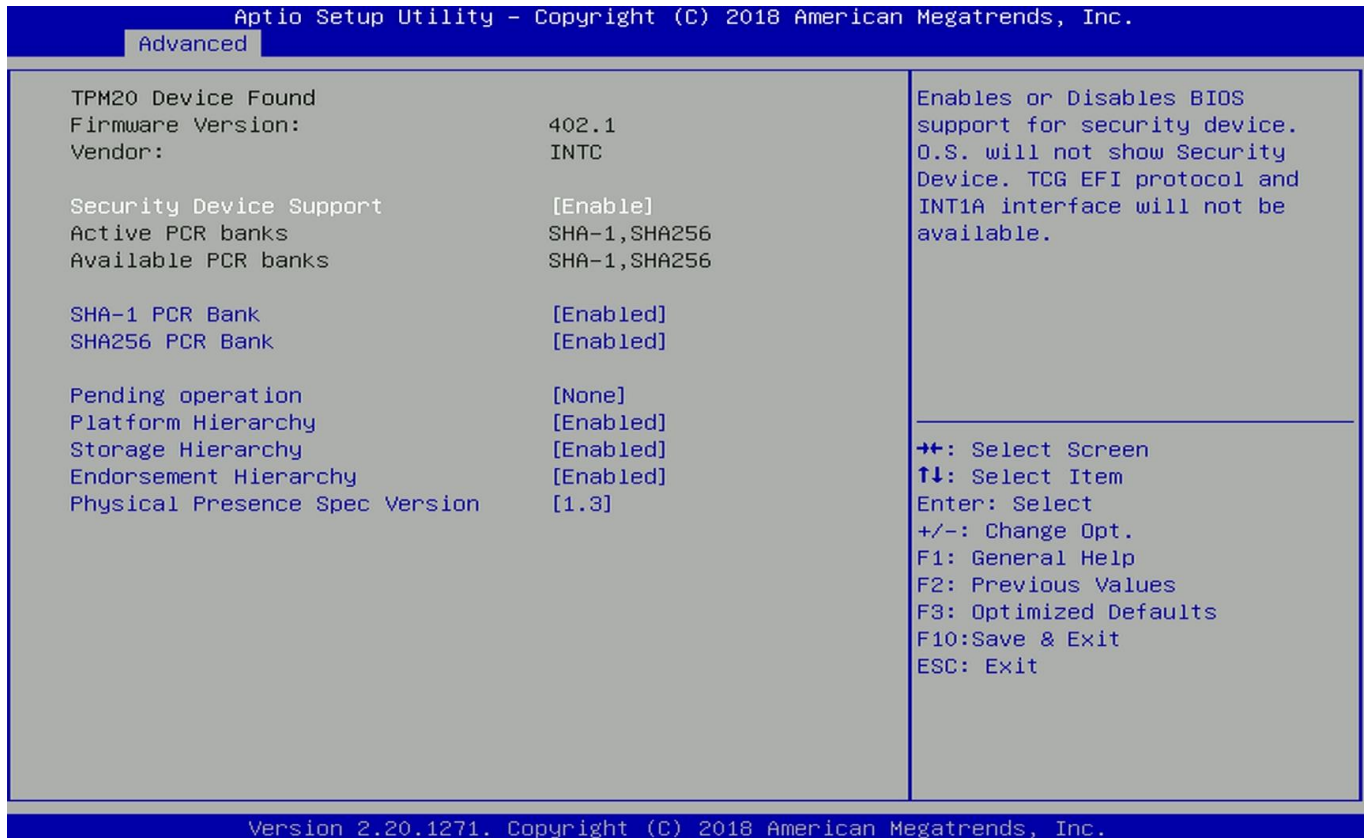 Aptio Setup Utility – Copyright (C) 2018 American Megatrends, Inc.
Advanced
TPM20 Device Found
Firmware Version: 402.1
Vendor: INTC
Security Device Support [Enable]
Active PCR banks SHA-1,SHA256
Available PCR banks SHA-1,SHA256
SHA-1 PCR Bank [Enabled]
SHA256 PCR Bank [Enabled]
Pending operation [None]
Platform Hierarchy [Enabled]
Storage Hierarchy [Enabled]
Endorsement Hierarchy [Enabled]
Physical Presence Spec Version [1.3]
Enables or Disables BIOS
support for security device.
O.S. will not show Security
Device. TCG EFI protocol and
INT1A interface will not be
available.
→←: Select Screen
↑↓: Select Item
Enter: Select
+/-: Change Opt.
F1: General Help
F2: Previous Values
F3: Optimized Defaults
F10:Save & Exit
ESC: Exit
Version 2.20.1271. Copyright (C) 2018 American Megatrends, Inc.